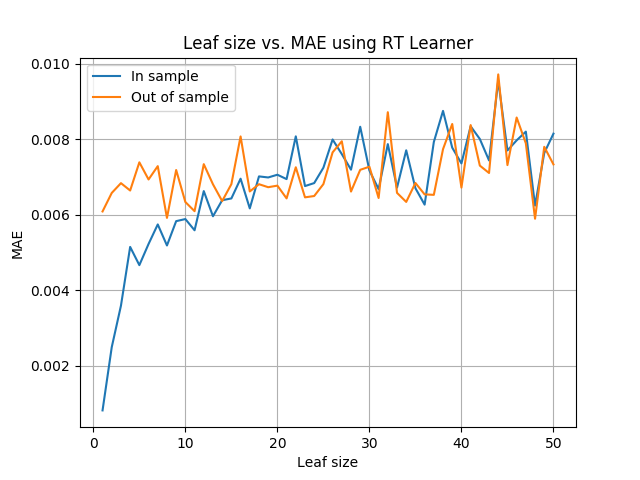 Leaf size vs. MAE using RT Learner
In sample
Out of sample
0.010
0.008
0.006
0.004
0.002
MAE
0 10 20 30 40 50
Leaf size